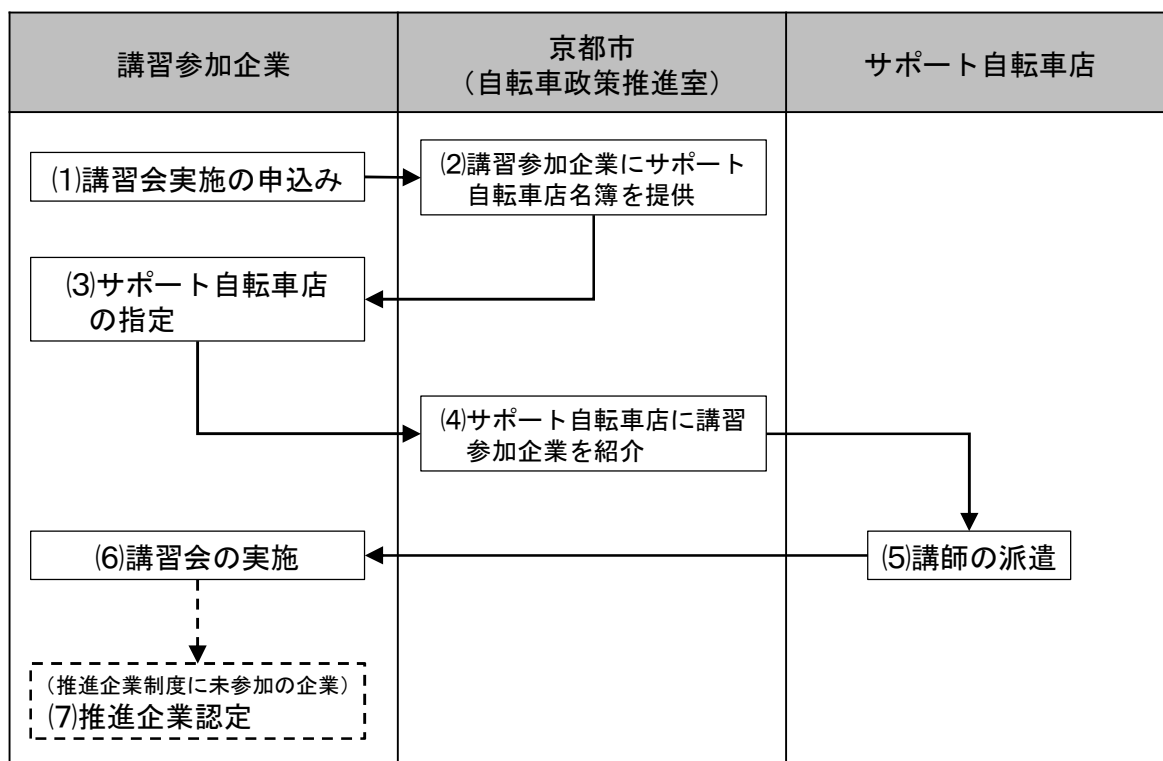 講習参加企業
京都市
（自転車政策推進室）
サポート自転車店
⑴講習会実施の申込み
⑵講習参加企業にサポート
自転車店名簿を提供
⑶サポート自転車店
の指定
⑷サポート自転車店に講習
参加企業を紹介
⑸講師の派遣
⑹講習会の実施
（推進企業制度に未参加の企業）
⑺推進企業認定